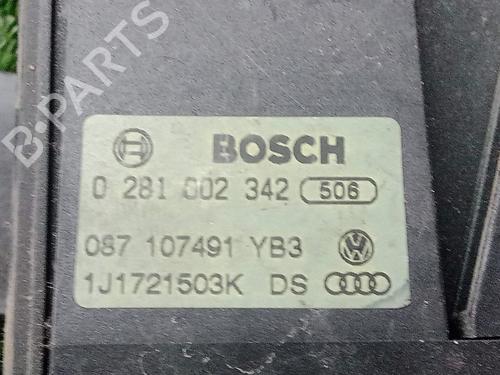 B-PARTS
BOSCH
0 281 002 342 506
087 107491 YB3
1J1721503K DS